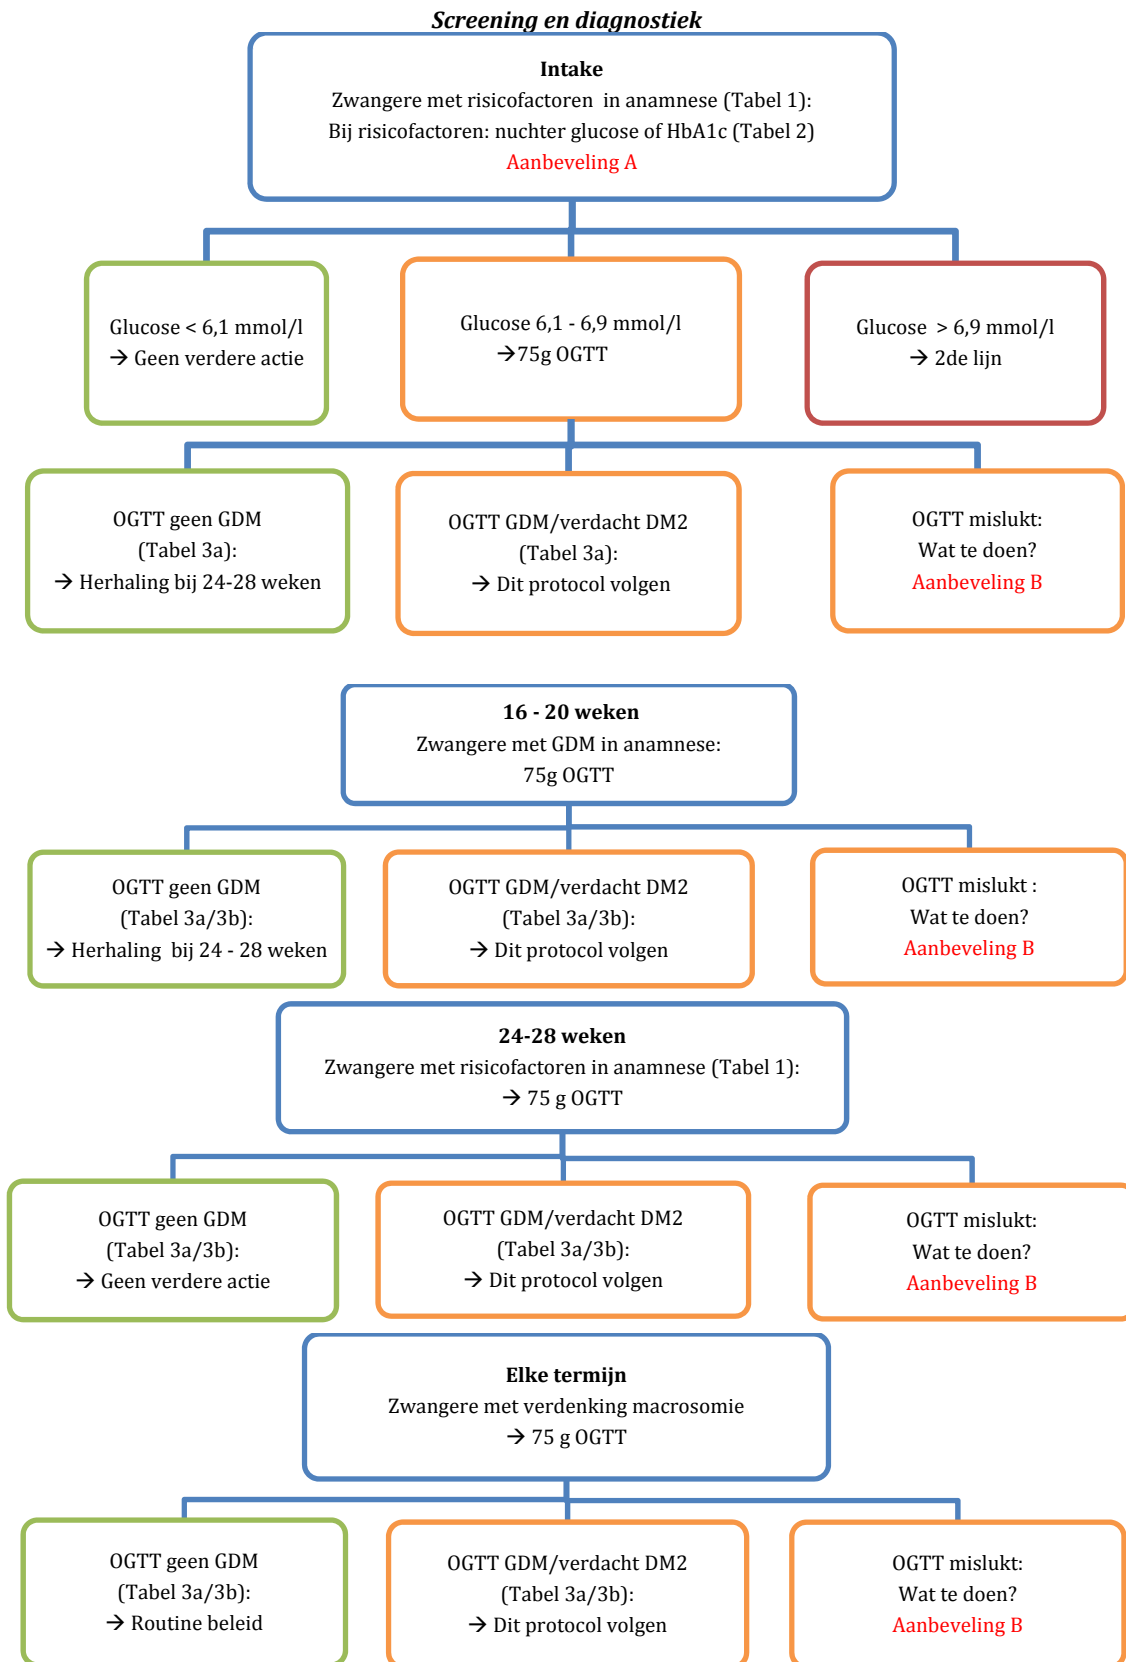 Screening en diagnostiek
Intake
Zwangere met risicofactoren in anamnese (Tabel 1):
Bij risicofactoren: nuchter glucose of HbA1c (Tabel 2)
Aanbeveling A
Glucose < 6,1 mmol/l
→ Geen verdere actie
Glucose 6,1 - 6,9 mmol/l
→75g OGTT
Glucose > 6,9 mmol/l
→ 2de lijn
OGTT geen GDM
(Tabel 3a):
→ Herhaling bij 24-28 weken
OGTT GDM/verdacht DM2
(Tabel 3a):
→ Dit protocol volgen
OGTT mislukt:
Wat te doen?
Aanbeveling B
16 - 20 weken
Zwangere met GDM in anamnese:
75g OGTT
OGTT geen GDM
(Tabel 3a/3b):
→ Herhaling bij 24 - 28 weken
OGTT GDM/verdacht DM2
(Tabel 3a/3b):
→ Dit protocol volgen
OGTT mislukt :
Wat te doen?
Aanbeveling B
24-28 weken
Zwangere met risicofactoren in anamnese (Tabel 1):
→ 75 g OGTT
OGTT geen GDM
(Tabel 3a/3b):
→ Geen verdere actie
OGTT GDM/verdacht DM2
(Tabel 3a/3b):
→ Dit protocol volgen
OGTT mislukt:
Wat te doen?
Aanbeveling B
Elke termijn
Zwangere met verdenking macrosomie
→ 75 g OGTT
OGTT geen GDM
(Tabel 3a/3b):
→ Routine beleid
OGTT GDM/verdacht DM2
(Tabel 3a/3b):
→ Dit protocol volgen
OGTT mislukt:
Wat te doen?
Aanbeveling B